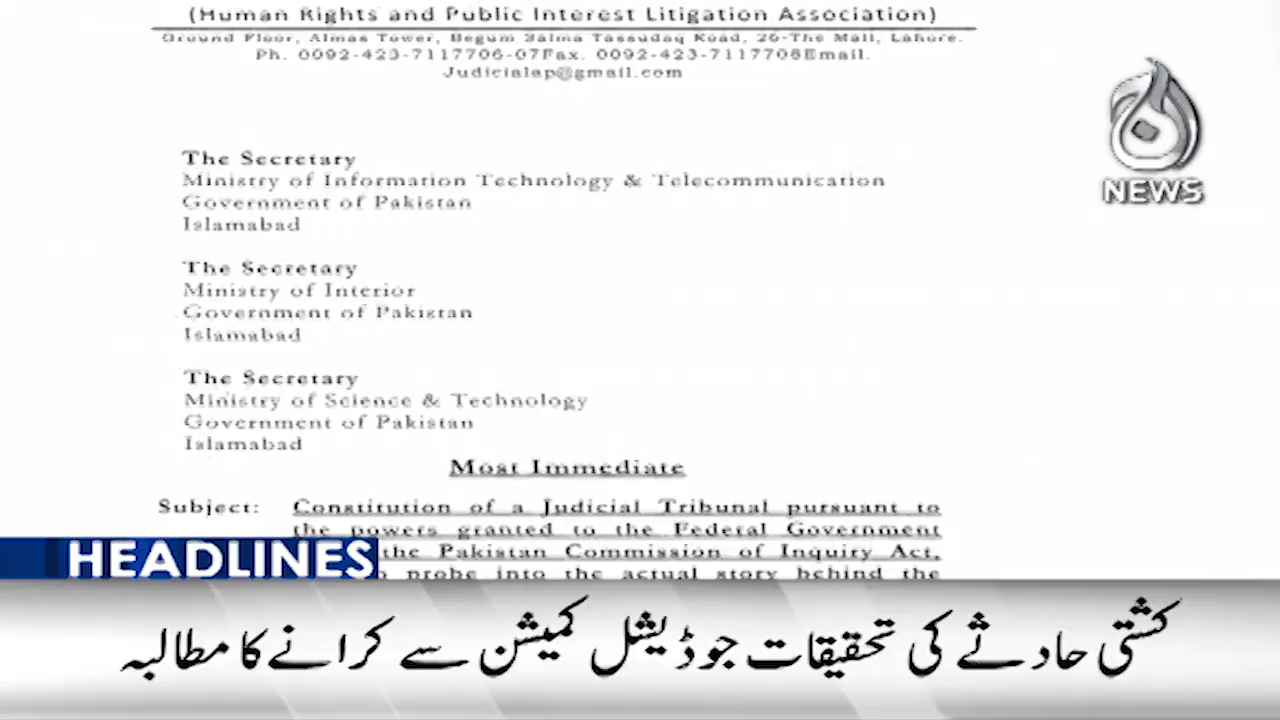 (Human Rights and Public Interest Litigation Association)
Ground Floor, Almas Tower, Begum Salma Tassaduq Road, 26-The Mall, Lahore.
Ph. 0092-423-7117706-07Fax. 0092-423-7117708Email.
Judicialap@gmail.com
ن
NEWS
The Secretary
Ministry of Information Technology & Telecommunication
Government of Pakistan
Islamabad
The Secretary
Ministry of Interior
Government of Pakistan
Islamabad
The Secretary
Ministry of Science & Technology
Government of Pakistan
Islamabad
Most Immediate
Subject: Constitution of a Judicial Tribunal pursuant to
the powers granted to the Federal Government
the Pakistan Commission of Inquiry Act,
probe into the actual story behind the
HEADLINES
کشتی حادثے کی تحقیقات جوڈیشل کمیشن سے کرانے کا مطالبہ